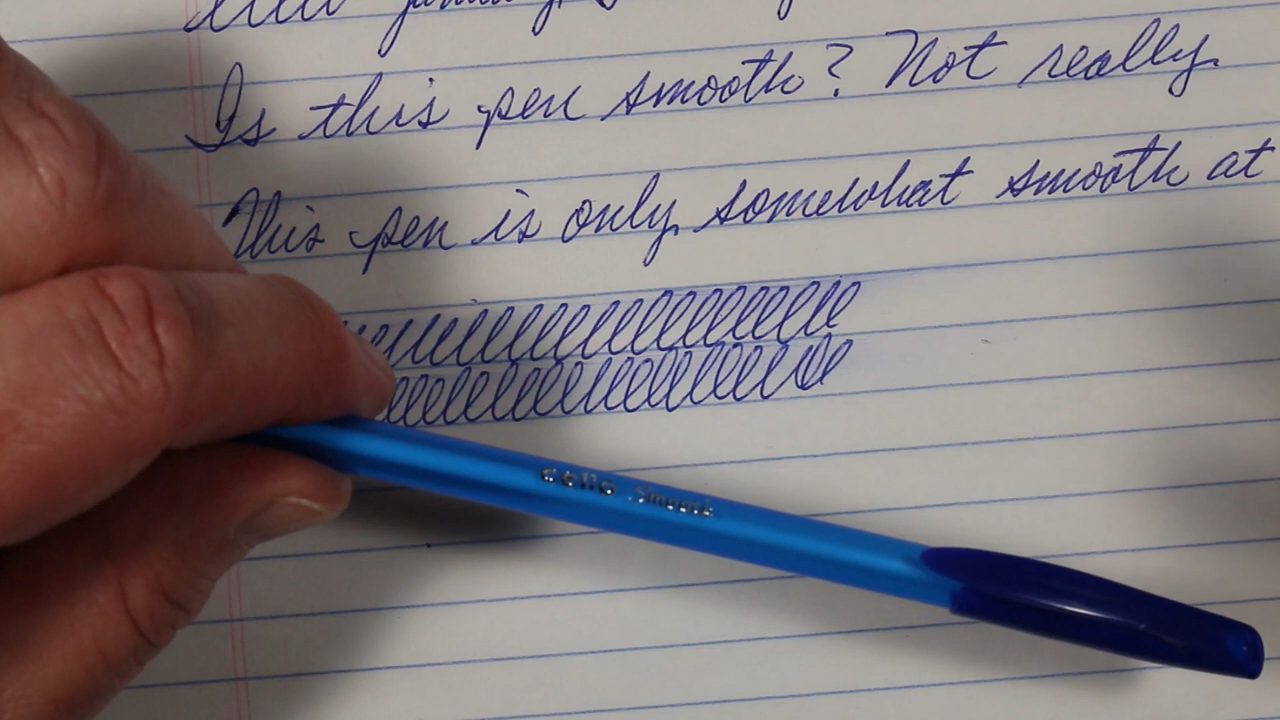 Is this pen smooth? Not really.
This pen is only somewhat smooth at
cello Smooth